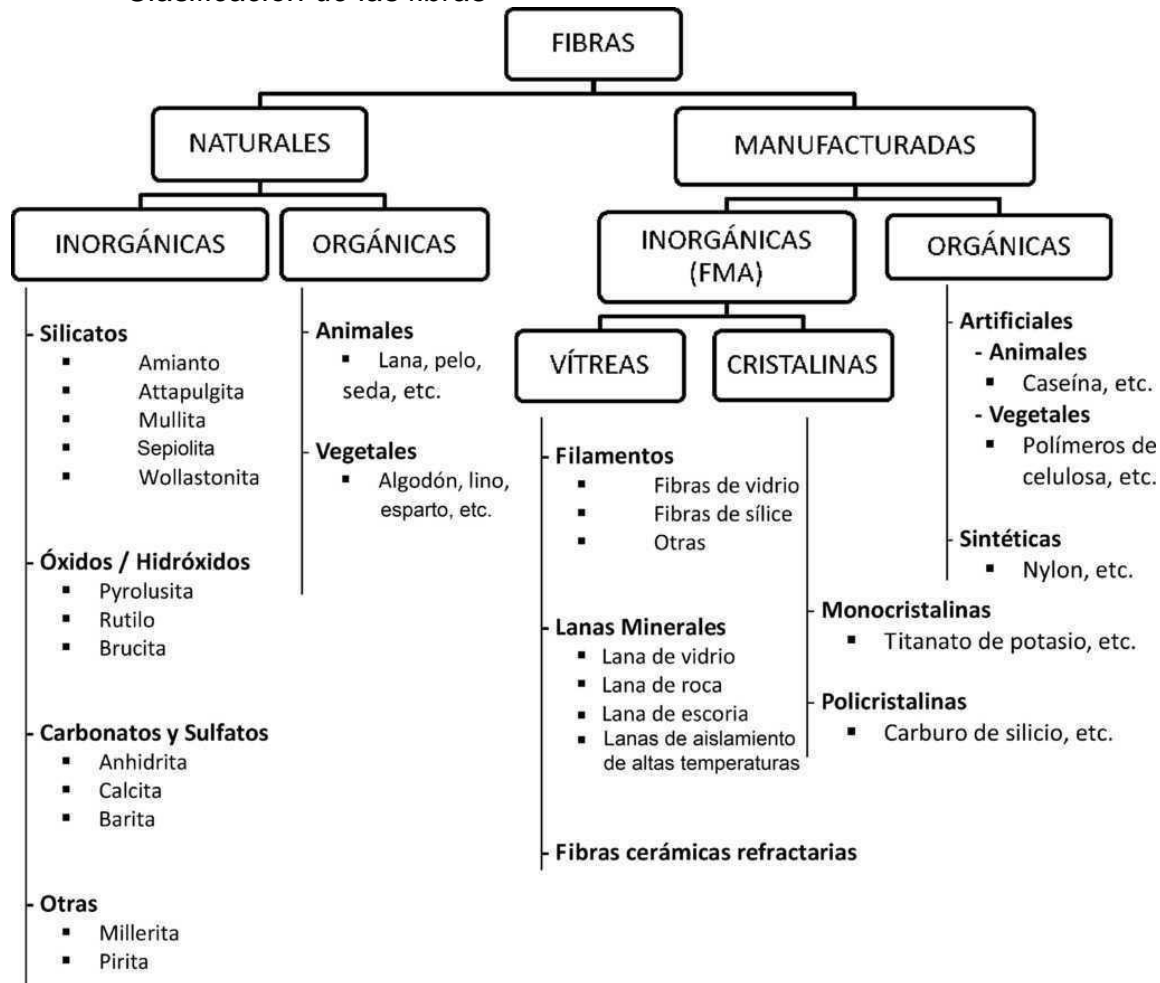 Clasificación de las fibras
FIBRAS
NATURALES
MANUFACTURADAS
INORGÁNICAS
ORGÁNICAS
INORGÁNICAS
(FMA)
ORGÁNICAS
VÍTREAS
CRISTALINAS
- Silicatos
▪ Amianto
▪ Attapulgita
▪ Mullita
▪ Sepiolita
▪ Wollastonita
- Óxidos / Hidróxidos
▪ Pyrolusita
▪ Rutilo
▪ Brucita
- Carbonatos y Sulfatos
▪ Anhidrita
▪ Calcita
▪ Barita
- Otras
▪ Millerita
▪ Pirita
- Animales
▪ Lana, pelo,
seda, etc.
- Vegetales
▪ Algodón, lino,
esparto, etc.
- Filamentos
▪ Fibras de vidrio
▪ Fibras de sílice
▪ Otras
- Lanas Minerales
▪ Lana de vidrio
▪ Lana de roca
▪ Lana de escoria
▪ Lanas de aislamiento
de altas temperaturas
- Fibras cerámicas refractarias
- Monocristalinas
▪ Titanato de potasio, etc.
- Policristalinas
▪ Carburo de silicio, etc.
- Artificiales
- Animales
▪ Caseína, etc.
- Vegetales
▪ Polímeros de
celulosa, etc.
- Sintéticas
▪ Nylon, etc.